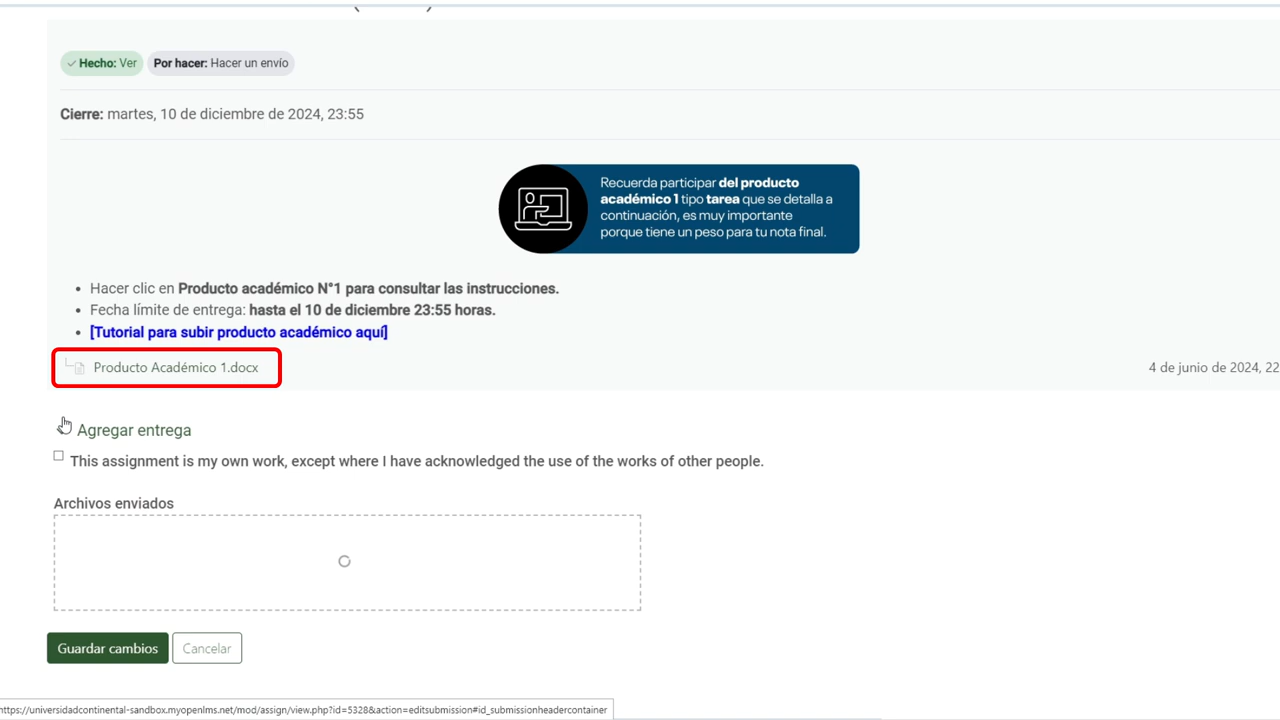 Hecho: Ver
Por hacer: Hacer un envío
Cierre: martes, 10 de diciembre de 2024, 23:55
Recuerda participar del producto
académico 1 tipo tarea que se detalla a
continuación, es muy importante
porque tiene un peso para tu nota final.
Hacer clic en Producto académico N°1 para consultar las instrucciones.
Fecha límite de entrega: hasta el 10 de diciembre 23:55 horas.
[Tutorial para subir producto académico aquí]
Producto Académico 1.docx
4 de junio de 2024, 22
Agregar entrega
This assignment is my own work, except where I have acknowledged the use of the works of other people.
Archivos enviados
Guardar cambios
Cancelar
https://universidadcontinental-sandbox.myopenlms.net/mod/assign/view.php?id=5328&action=editsubmission#id_submissionheadercontainer